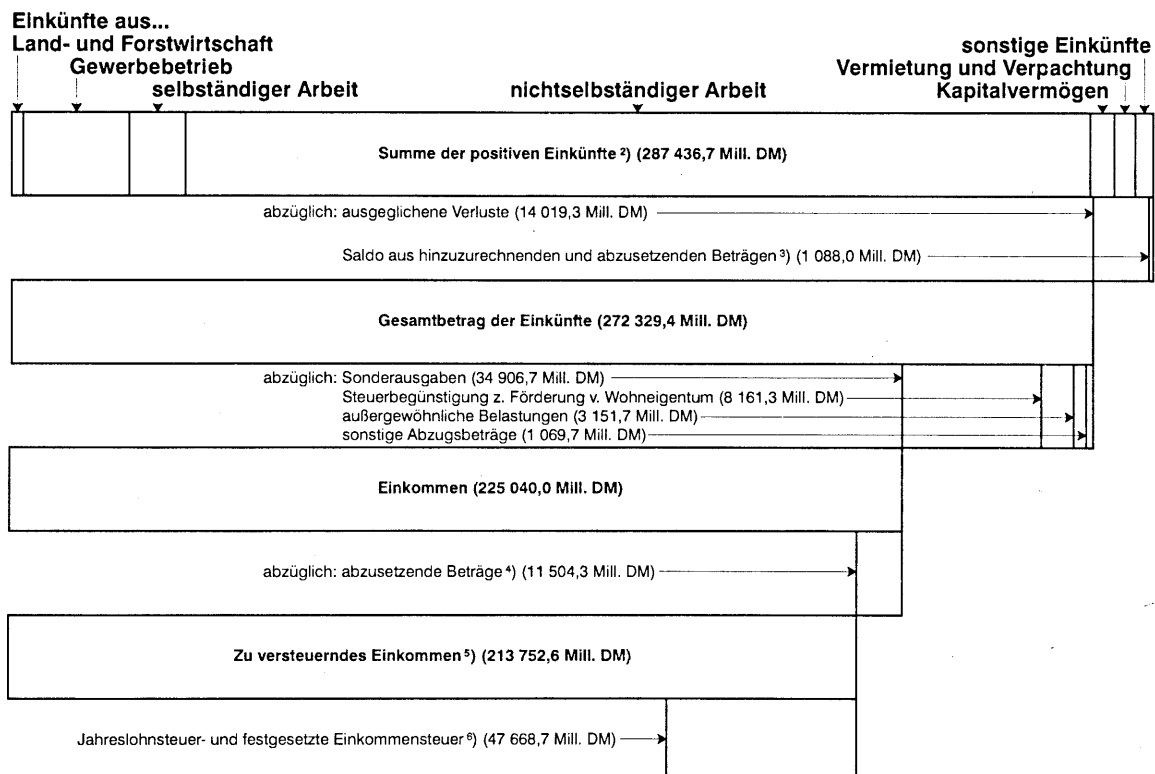 Einkünfte aus...
Land- und Forstwirtschaft
Gewerbebetrieb
selbständiger Arbeit
nichtselbständiger Arbeit
sonstige Einkünfte
Vermietung und Verpachtung
Kapitalvermögen
Summe der positiven Einkünfte ²) (287 436,7 Mill. DM)
abzüglich: ausgeglichene Verluste (14 019,3 Mill. DM)
Saldo aus hinzuzurechnenden und abzusetzenden Beträgen ³) (1 088,0 Mill. DM)
Gesamtbetrag der Einkünfte (272 329,4 Mill. DM)
abzüglich: Sonderausgaben (34 906,7 Mill. DM)
Steuerbegünstigung z. Förderung v. Wohneigentum (8 161,3 Mill. DM)
außergewöhnliche Belastungen (3 151,7 Mill. DM)
sonstige Abzugsbeträge (1 069,7 Mill. DM)
Einkommen (225 040,0 Mill. DM)
abzüglich: abzusetzende Beträge ⁴) (11 504,3 Mill. DM)
Zu versteuerndes Einkommen ⁵) (213 752,6 Mill. DM)
Jahreslohnsteuer- und festgesetzte Einkommensteuer ⁶) (47 668,7 Mill. DM)